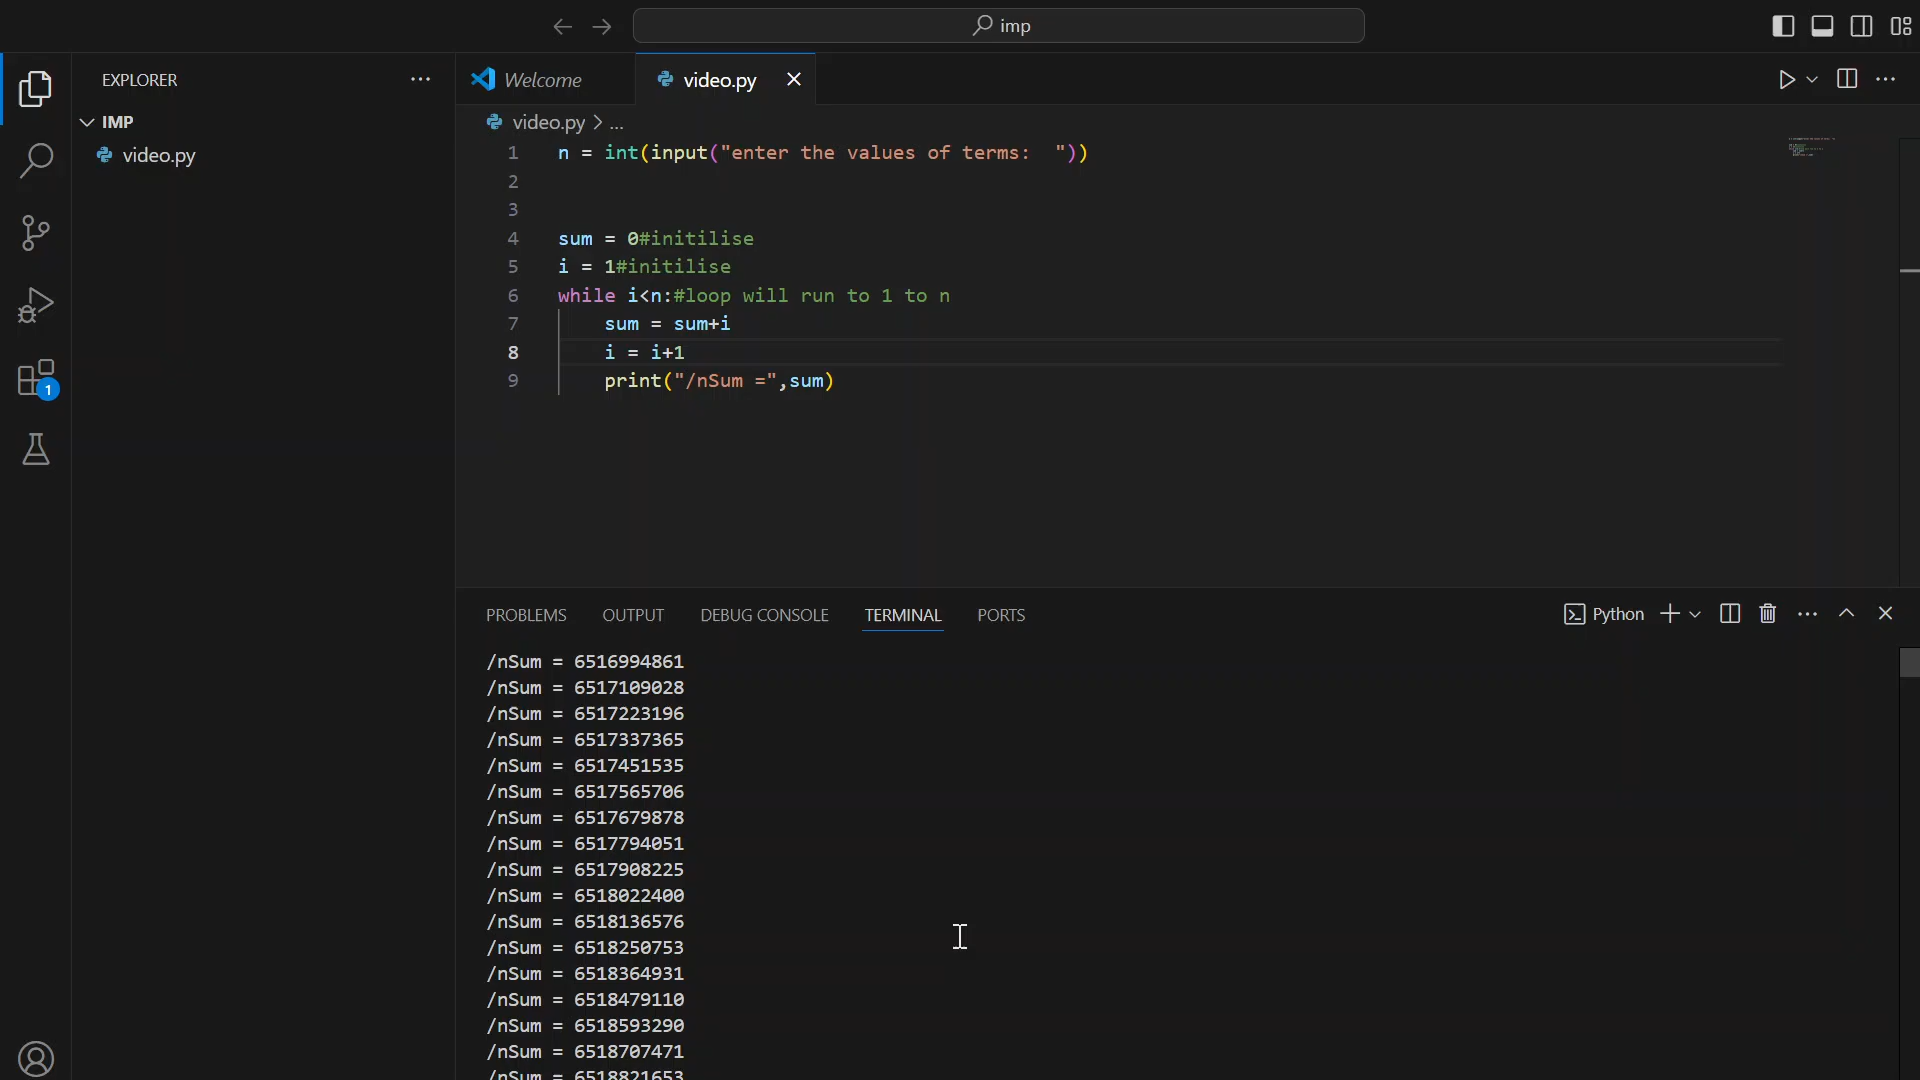 imp
EXPLORER
IMP
video.py
1
Welcome
video.py
video.py > ...
1 n = int(input("enter the values of terms:  "))
2
3
4 sum = 0#initilise
5 i = 1#initilise
6 while i<n:#loop will run to 1 to n
7     sum = sum+i
8     i = i+1
9     print("/nSum =",sum)
PROBLEMS OUTPUT DEBUG CONSOLE TERMINAL PORTS
Python
/nSum = 6516994861
/nSum = 6517109028
/nSum = 6517223196
/nSum = 6517337365
/nSum = 6517451535
/nSum = 6517565706
/nSum = 6517679878
/nSum = 6517794051
/nSum = 6517908225
/nSum = 6518022400
/nSum = 6518136576
/nSum = 6518250753
/nSum = 6518364931
/nSum = 6518479110
/nSum = 6518593290
/nSum = 6518707471
/nSum = 6518821653